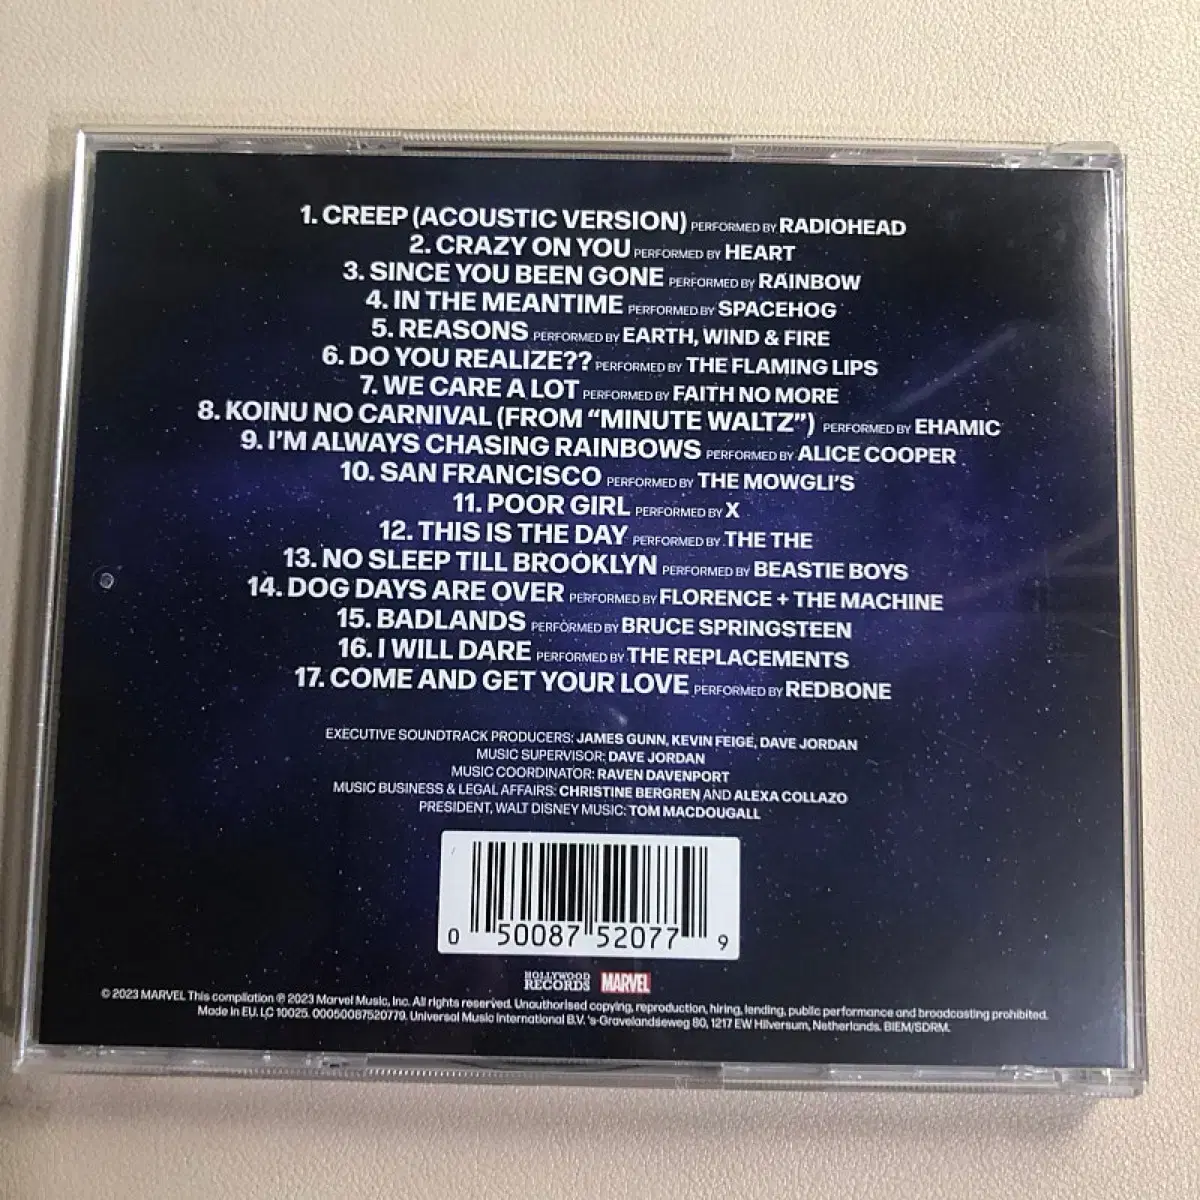 1. CREEP (ACOUSTIC VERSION) PERFORMED BY RADIOHEAD
2. CRAZY ON YOU PERFORMED BY HEART
3. SINCE YOU BEEN GONE PERFORMED BY RAINBOW
4. IN THE MEANTIME PERFORMED BY SPACEHOG
5. REASONS PERFORMED BY EARTH, WIND & FIRE
6. DO YOU REALIZE?? PERFORMED BY THE FLAMING LIPS
7. WE CARE A LOT PERFORMED BY FAITH NO MORE
8. KOINU NO CARNIVAL (FROM “MINUTE WALTZ”) PERFORMED BY EHAMIC
9. I'M ALWAYS CHASING RAINBOWS PERFORMED BY ALICE COOPER
10. SAN FRANCISCO PERFORMED BY THE MOWGLI'S
11. POOR GIRL PERFORMED BY X
12. THIS IS THE DAY PERFORMED BY THE THE
13. NO SLEEP TILL BROOKLYN PERFORMED BY BEASTIE BOYS
14. DOG DAYS ARE OVER PERFORMED BY FLORENCE + THE MACHINE
15. BADLANDS PERFORMED BY BRUCE SPRINGSTEEN
16. I WILL DARE PERFORMED BY THE REPLACEMENTS
17. COME AND GET YOUR LOVE PERFORMED BY REDBONE
EXECUTIVE SOUNDTRACK PRODUCERS: JAMES GUNN, KEVIN FEIGE, DAVE JORDAN
MUSIC SUPERVISOR: DAVE JORDAN
MUSIC COORDINATOR: RAVEN DAVENPORT
MUSIC BUSINESS & LEGAL AFFAIRS: CHRISTINE BERGREN AND ALEXA COLLAZO
PRESIDENT, WALT DISNEY MUSIC: TOM MACDOUGALL
0 50087 52077 9
HOLLYWOOD RECORDS MARVEL
© 2023 MARVEL This compilation ℗ 2023 Marvel Music, Inc. All rights reserved. Unauthorised copying, reproduction, hiring, lending, public performance and broadcasting prohibited.
Made in EU. LC 10025. 00050087520779. Universal Music International B.V. 's-Gravelandseweg 80, 1217 EW Hilversum, Netherlands. BIEM/SDRM.